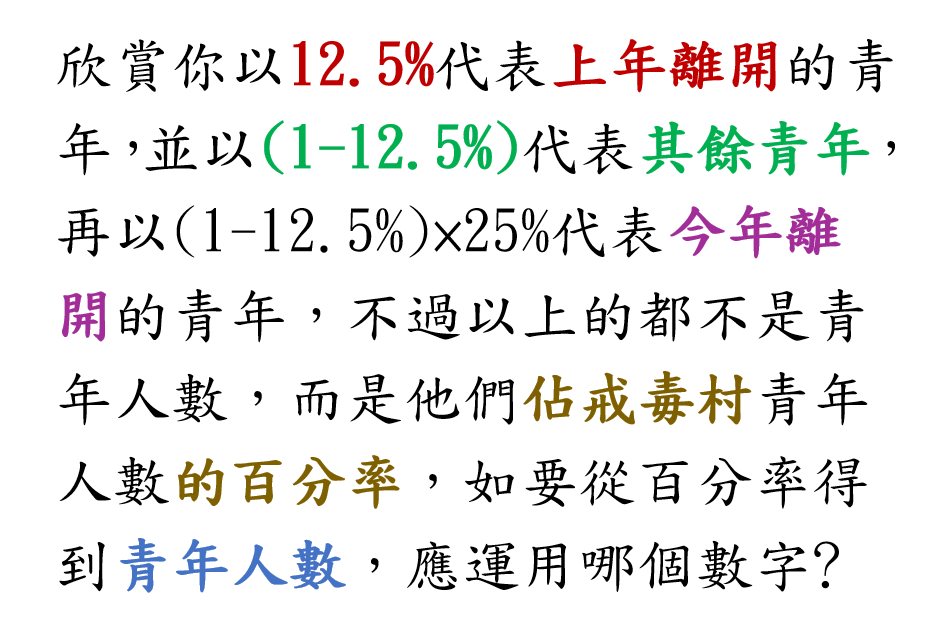 欣賞你以12.5%代表上年離開的青
年,並以(1-12.5%)代表其餘青年,
再以(1-12.5%)×25%代表今年離
開的青年，不過以上的都不是青
年人數，而是他們佔戒毒村青年
人數的百分率，如要從百分率得
到青年人數，應運用哪個數字?